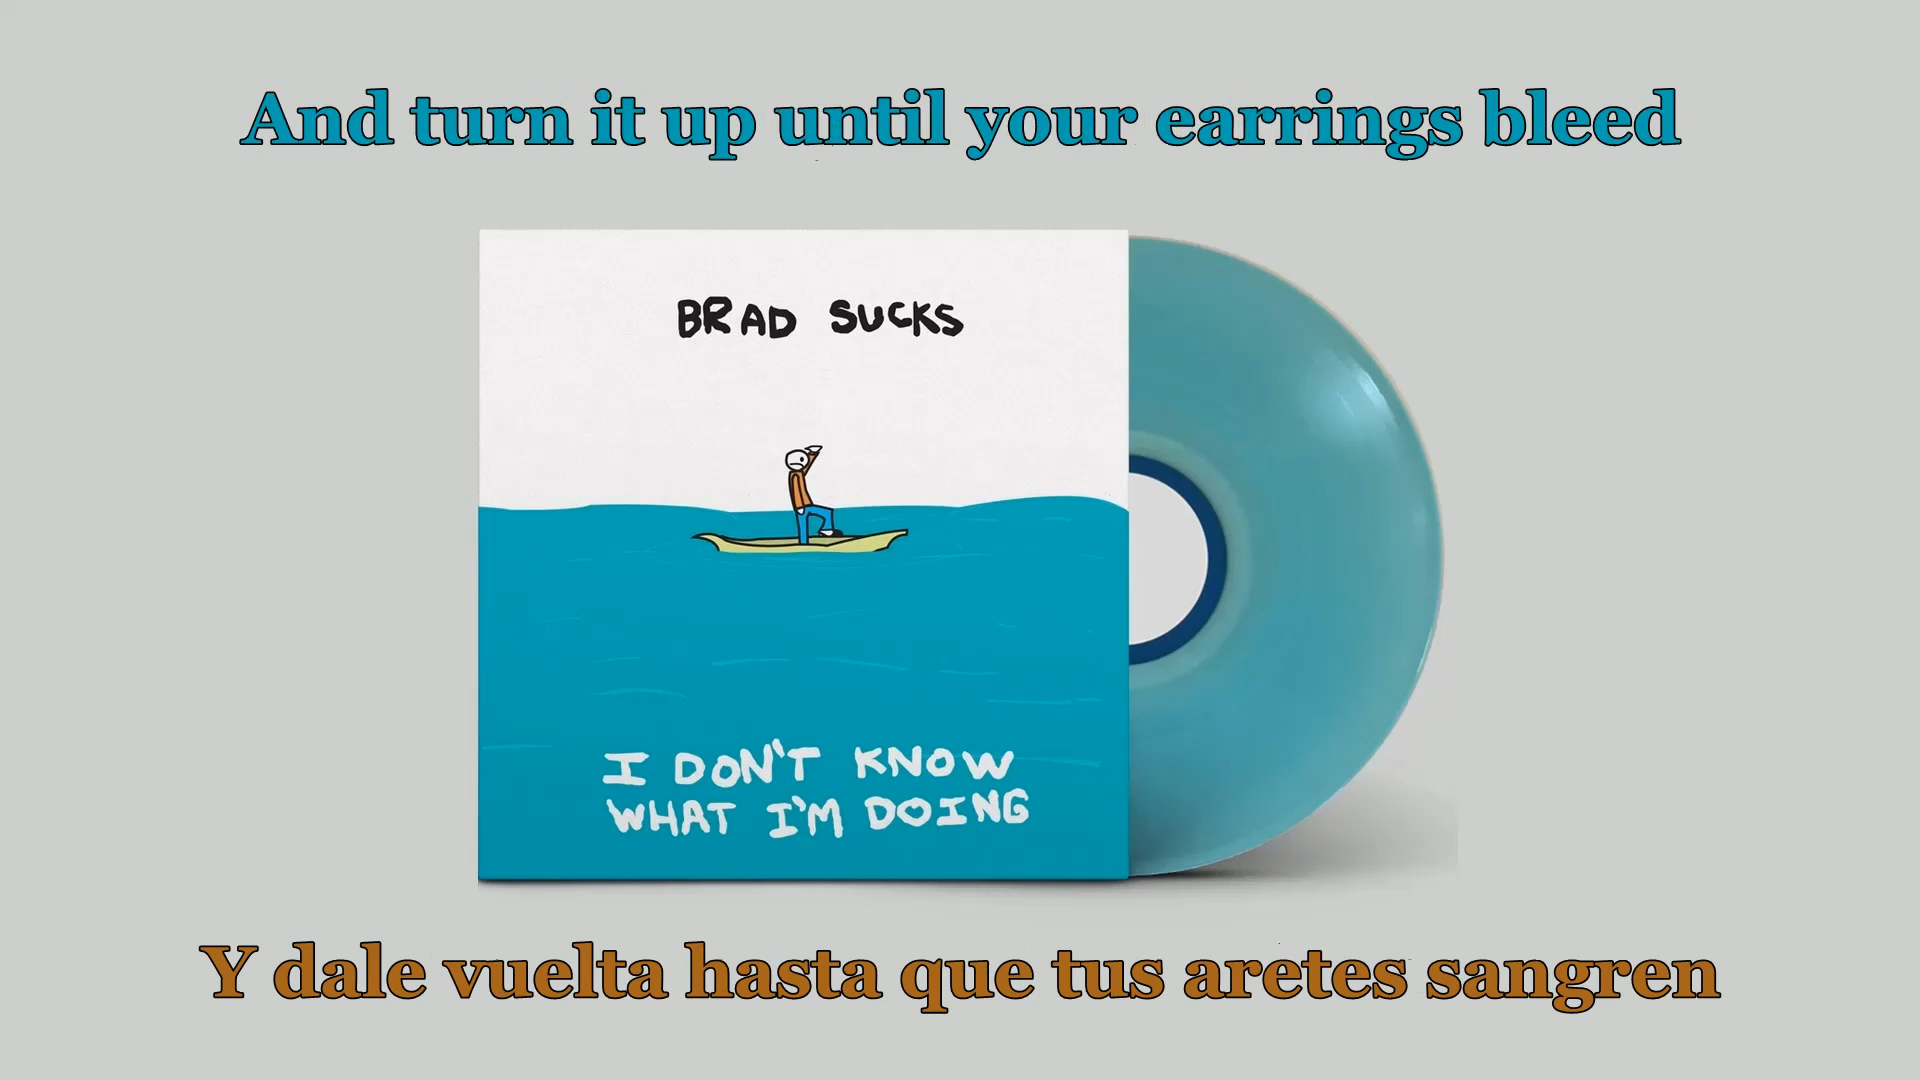 And turn it up until your earrings bleed
BRAD SUCKS
I DON'T KNOW
WHAT I'M DOING
Y dale vuelta hasta que tus aretes sangren